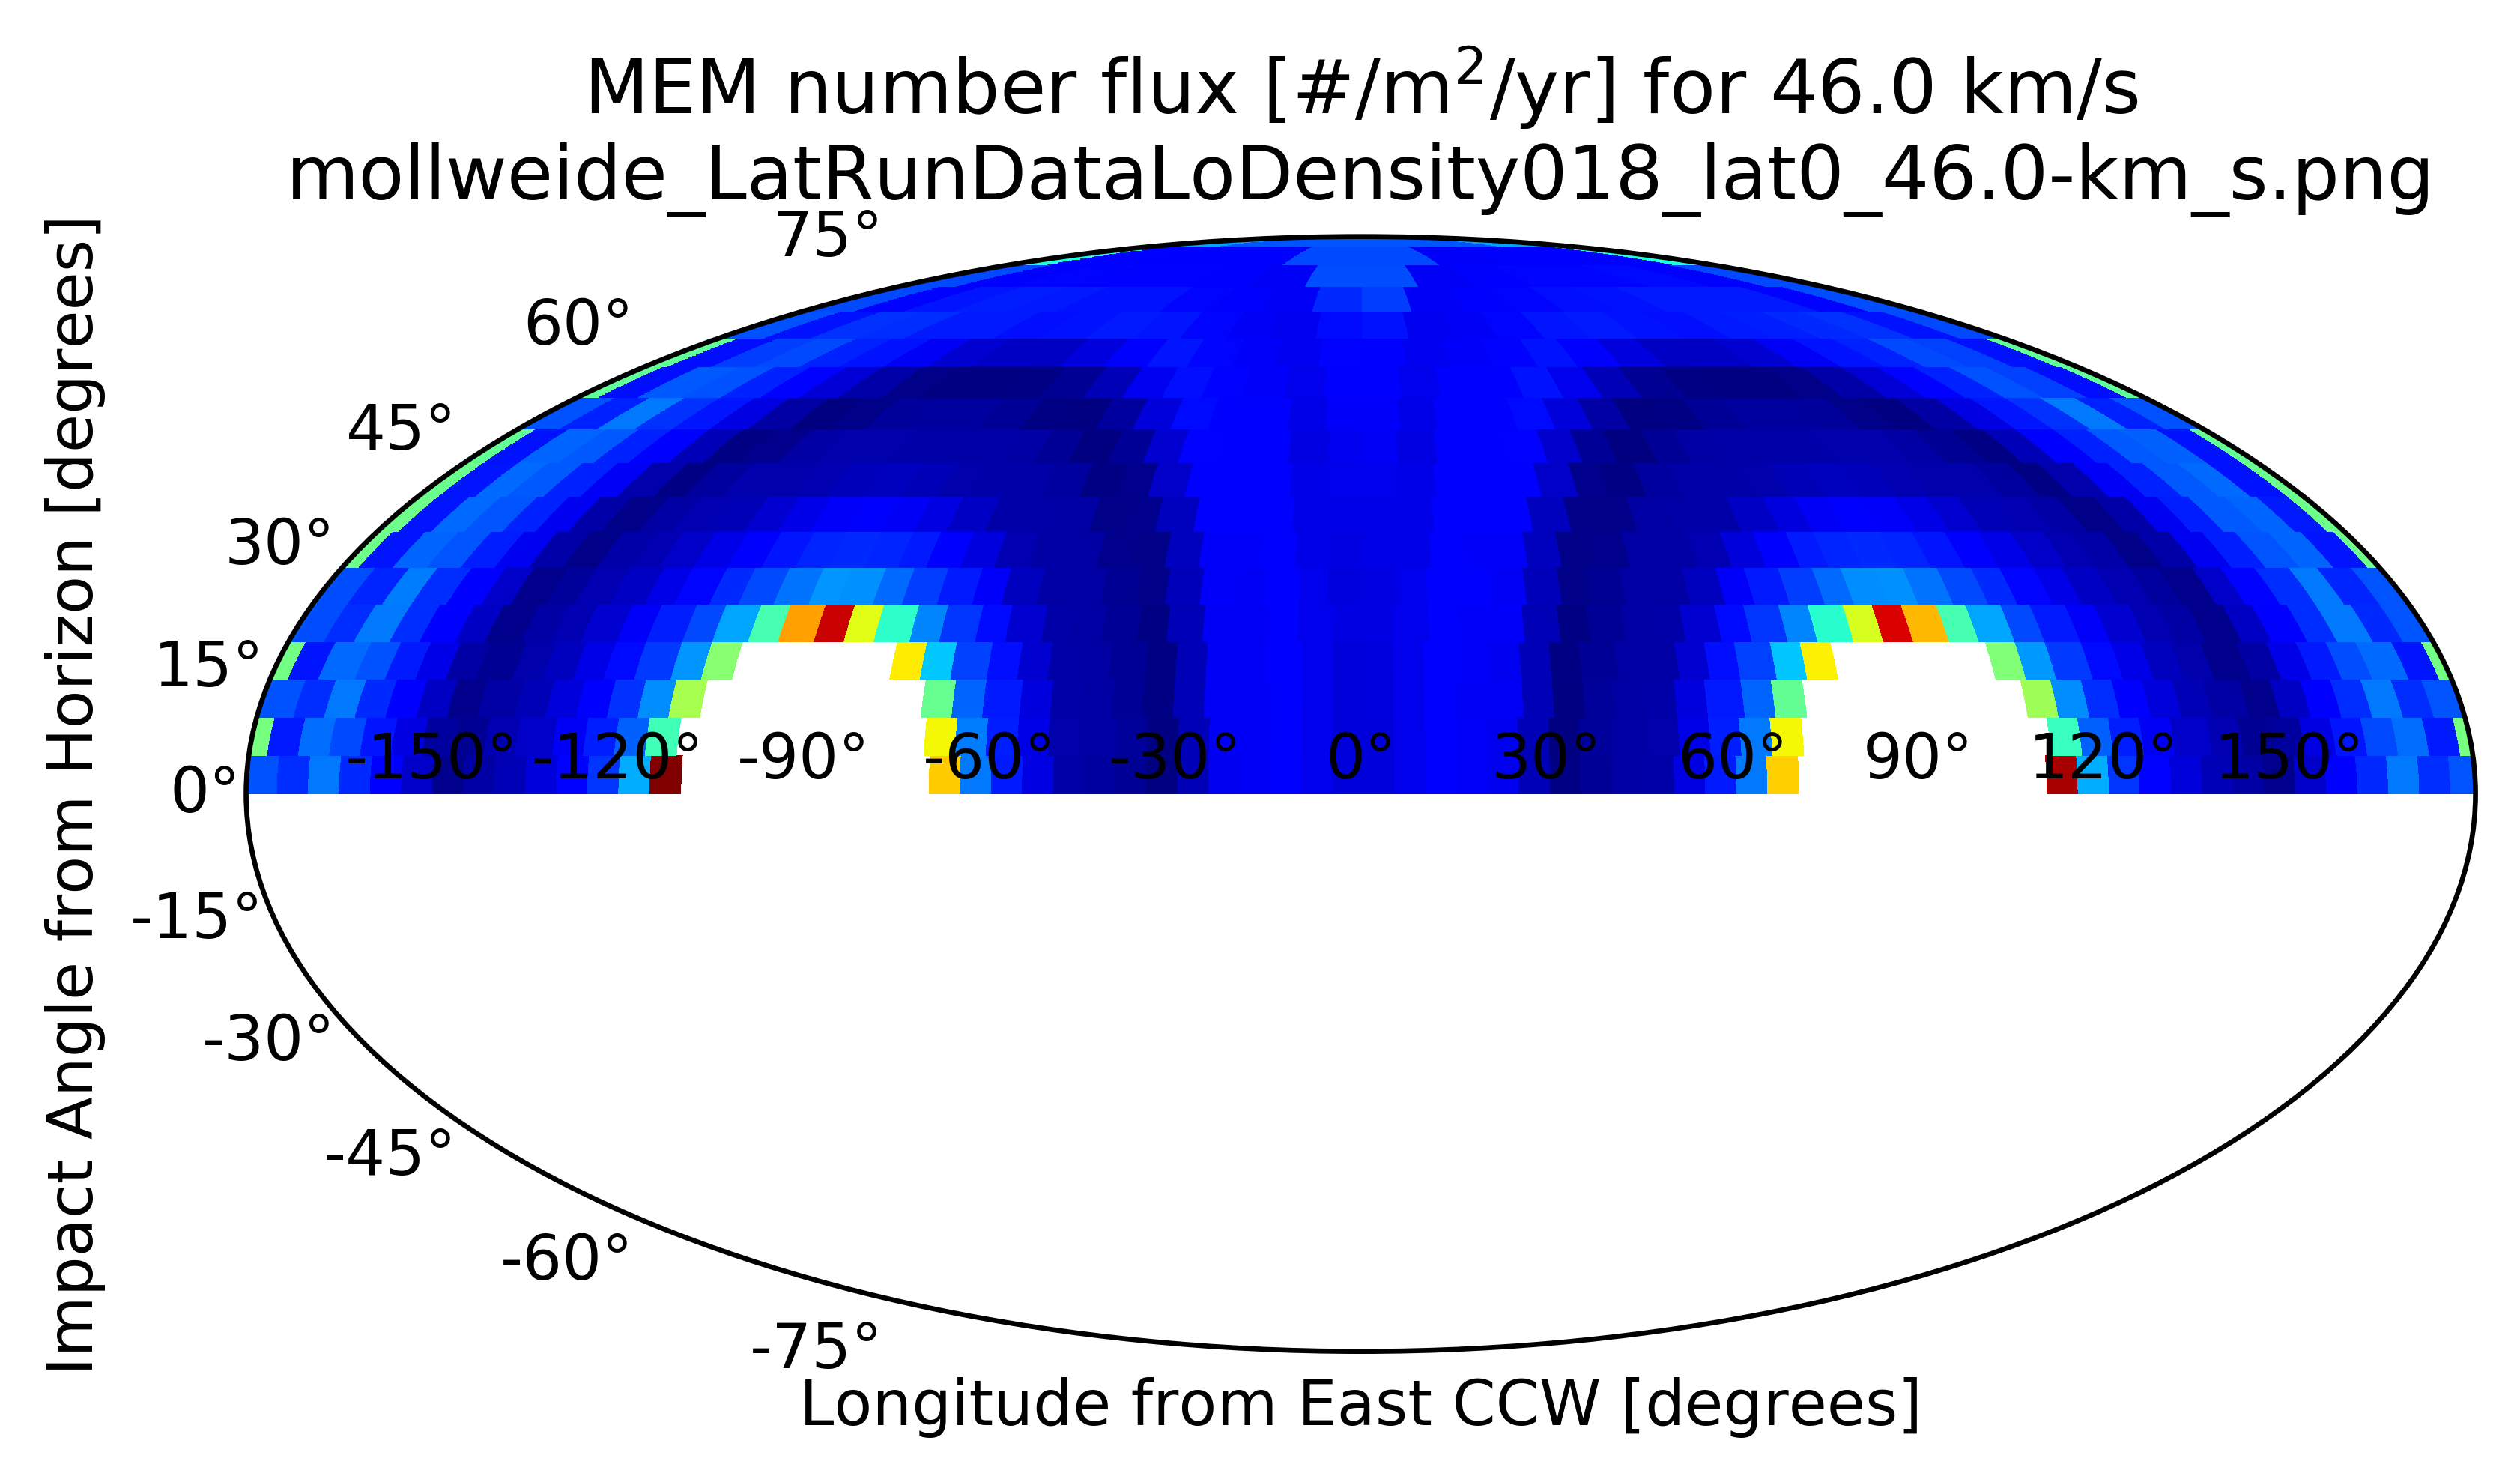 MEM number flux [#/m²/yr] for 46.0 km/s
mollweide_LatRunDataLoDensity018_lat0_46.0-km_s.png
75°
60°
45°
30°
15°
0°
-15°
-30°
-45°
-60°
-75°
-150° -120° -90° -60° -30° 0° 30° 60° 90° 120° 150°
Impact Angle from Horizon [degrees]
Longitude from East CCW [degrees]